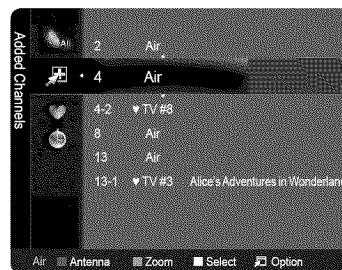 Added Channels
All
2 Air
4 Air
4-2 ♥ TV #8
8 Air
13 Air
13-1 ♥ TV #3 Alice's Adventures in Wonderland
Air Antenna Zoom Select Option